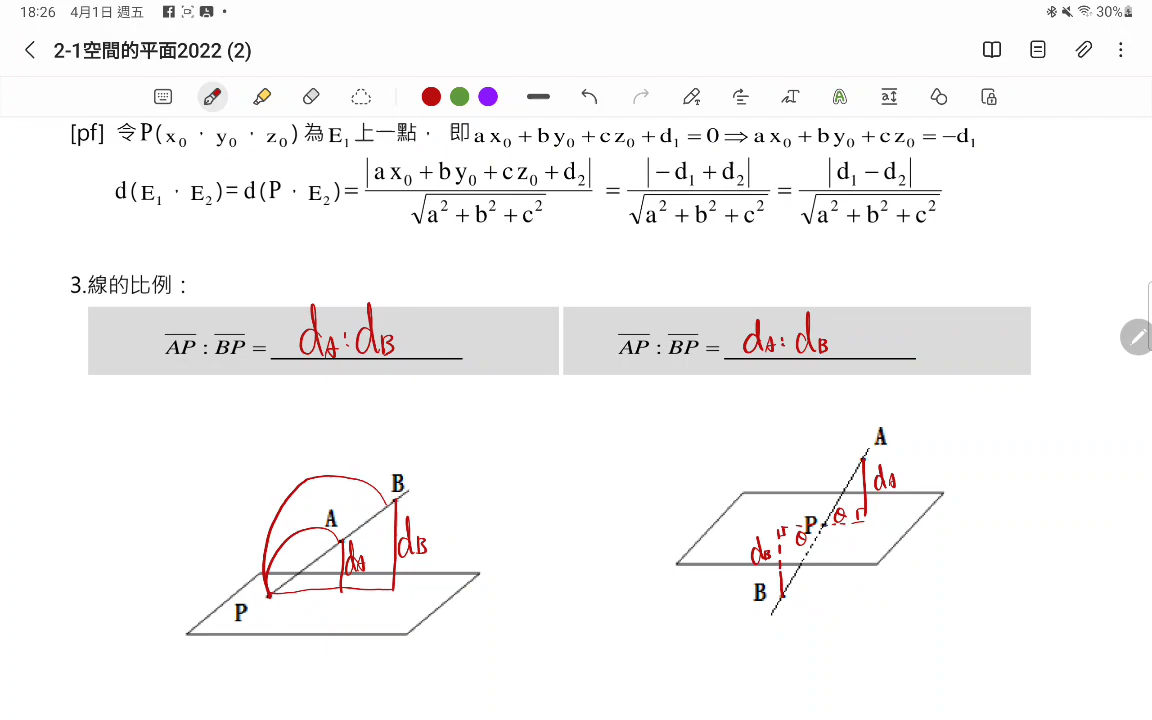 18:26 4月1日 週五 30%
2-1空間的平面2022 (2)
[pf] 令P(x₀ , y₀ , z₀)為E₁上一點， 即ax₀+by₀+cz₀+d₁=0⇒ax₀+by₀+cz₀=−d₁
d(E₁ , E₂)=d(P , E₂)=|ax₀+by₀+cz₀+d₂|/√(a²+b²+c²) = |−d₁+d₂|/√(a²+b²+c²) = |d₁−d₂|/√(a²+b²+c²)
3.線的比例：
AP : BP = dA:dB
AP : BP = dA:dB
B
A
dA
dB
P
A
dA
P
θ
θ
dB
B